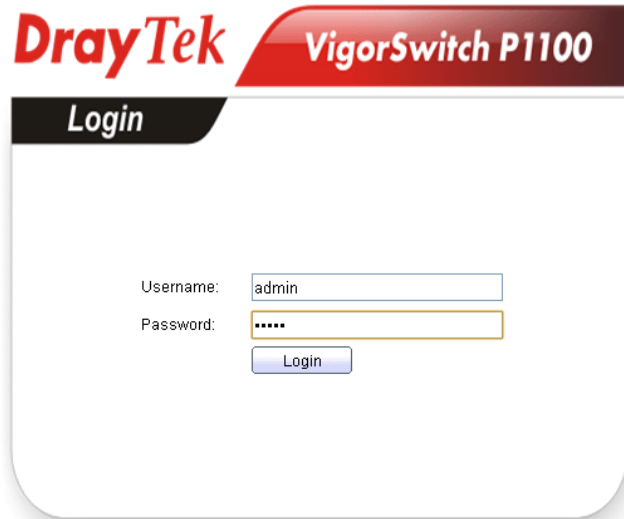 DrayTek VigorSwitch P1100
Login
Username: admin
Password: •••••
Login